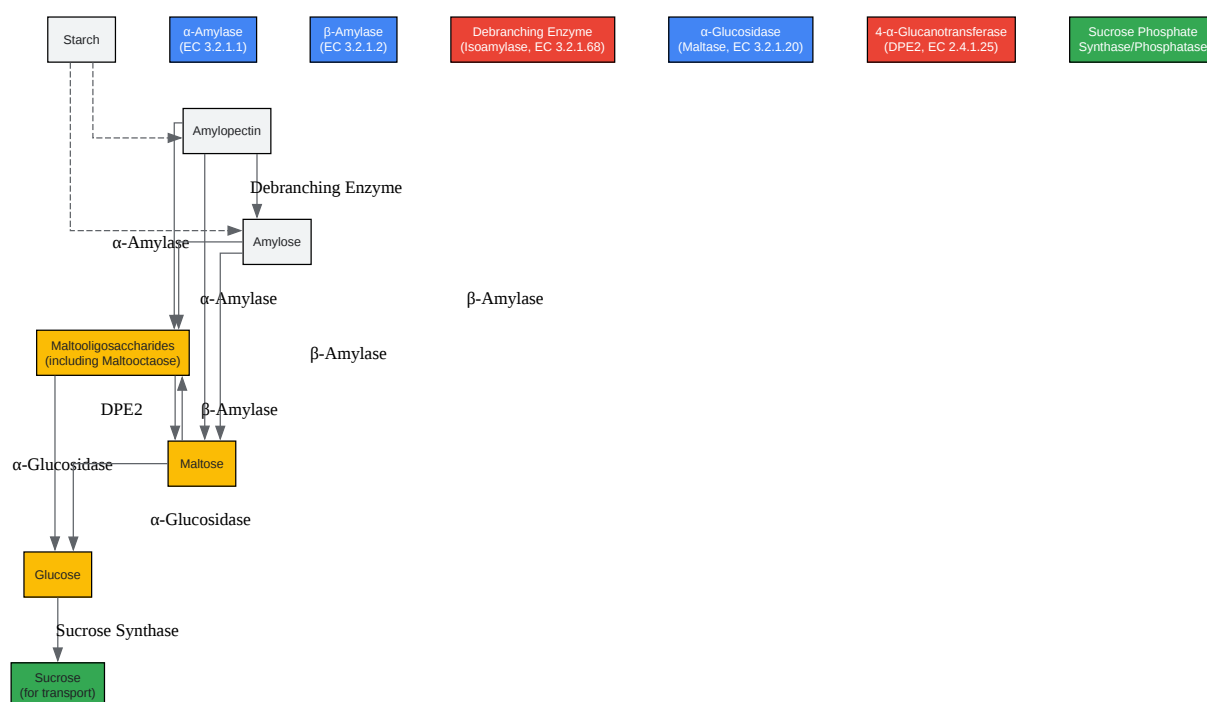 Starch
α-Amylase
(EC 3.2.1.1)
β-Amylase
(EC 3.2.1.2)
Debranching Enzyme
(Isoamylase, EC 3.2.1.68)
α-Glucosidase
(Maltase, EC 3.2.1.20)
4-α-Glucanotransferase
(DPE2, EC 2.4.1.25)
Sucrose Phosphate
Synthase/Phosphatase
Amylopectin
Debranching Enzyme
α-Amylase
Amylose
α-Amylase
β-Amylase
Maltooligosaccharides
(including Maltooctaose)
β-Amylase
DPE2
β-Amylase
α-Glucosidase
Maltose
α-Glucosidase
Glucose
Sucrose Synthase
Sucrose
(for transport)